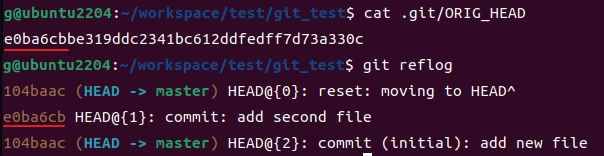 g@ubuntu2204:~/workspace/test/git_test$ cat .git/ORIG_HEAD
e0ba6cbbe319ddc2341bc612ddfedff7d73a330c
g@ubuntu2204:~/workspace/test/git_test$ git reflog
104baac (HEAD -> master) HEAD@{0}: reset: moving to HEAD^
e0ba6cb HEAD@{1}: commit: add second file
104baac (HEAD -> master) HEAD@{2}: commit (initial): add new file